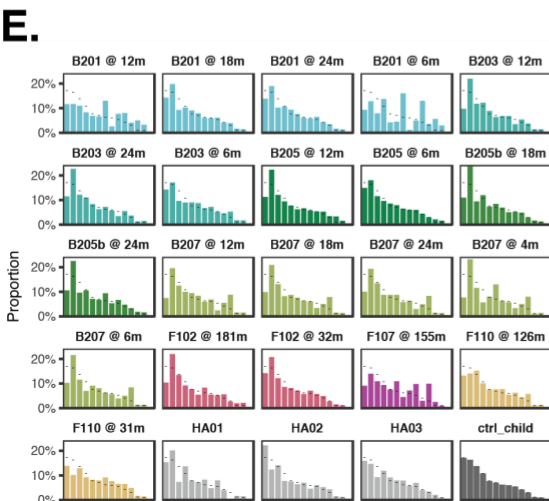 E.
B201 @ 12m B201 @ 18m B201 @ 24m B201 @ 6m B203 @ 12m
20%
10%
0%
B203 @ 24m B203 @ 6m B205 @ 12m B205 @ 6m B205b @ 18m
20%
10%
0%
B205b @ 24m B207 @ 12m B207 @ 18m B207 @ 24m B207 @ 4m
20%
10%
0%
B207 @ 6m F102 @ 181m F102 @ 32m F107 @ 155m F110 @ 126m
20%
10%
0%
F110 @ 31m HA01 HA02 HA03 ctrl_child
20%
10%
0%
Proportion